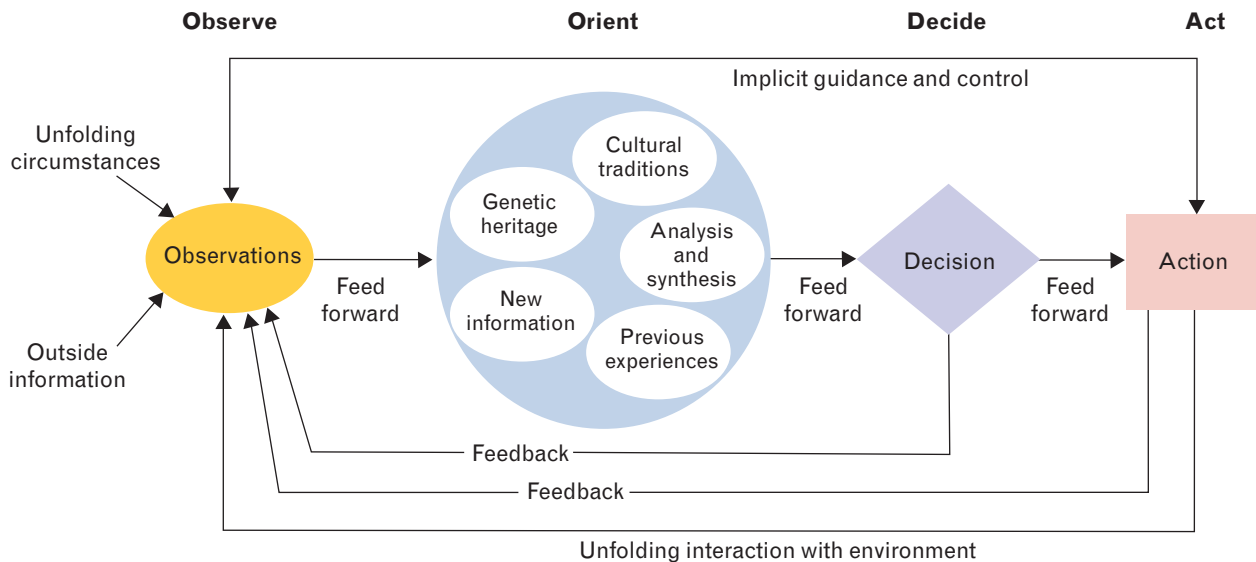 Observe
Orient
Decide
Act
Implicit guidance and control
Unfolding
circumstances
Cultural
traditions
Genetic
heritage
Analysis
and
synthesis
Observations
Decision
Action
Feed
forward
Feed
forward
Feed
forward
New
information
Previous
experiences
Outside
information
Feedback
Feedback
Unfolding interaction with environment